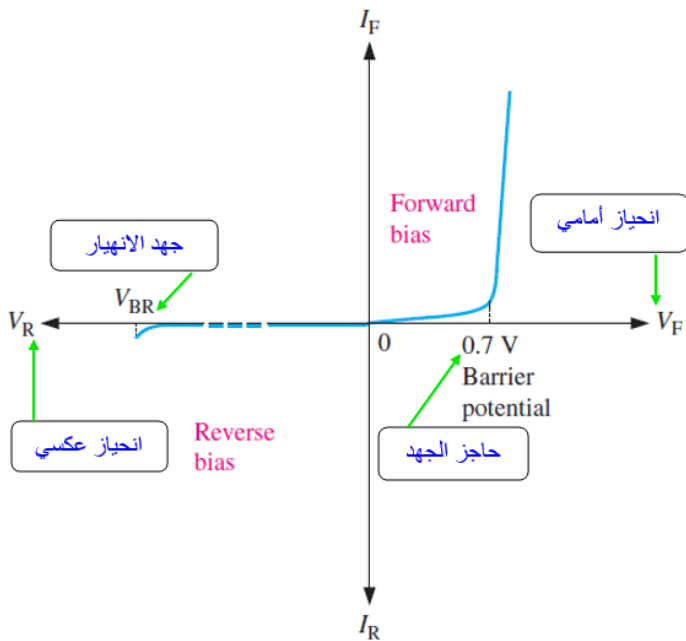 I_F
Forward
bias
انحياز أمامي
جهد الانهيار
V_BR
V_R
V_F
0
0.7 V
Barrier
potential
انحياز عكسي
Reverse
bias
حاجز الجهد
I_R